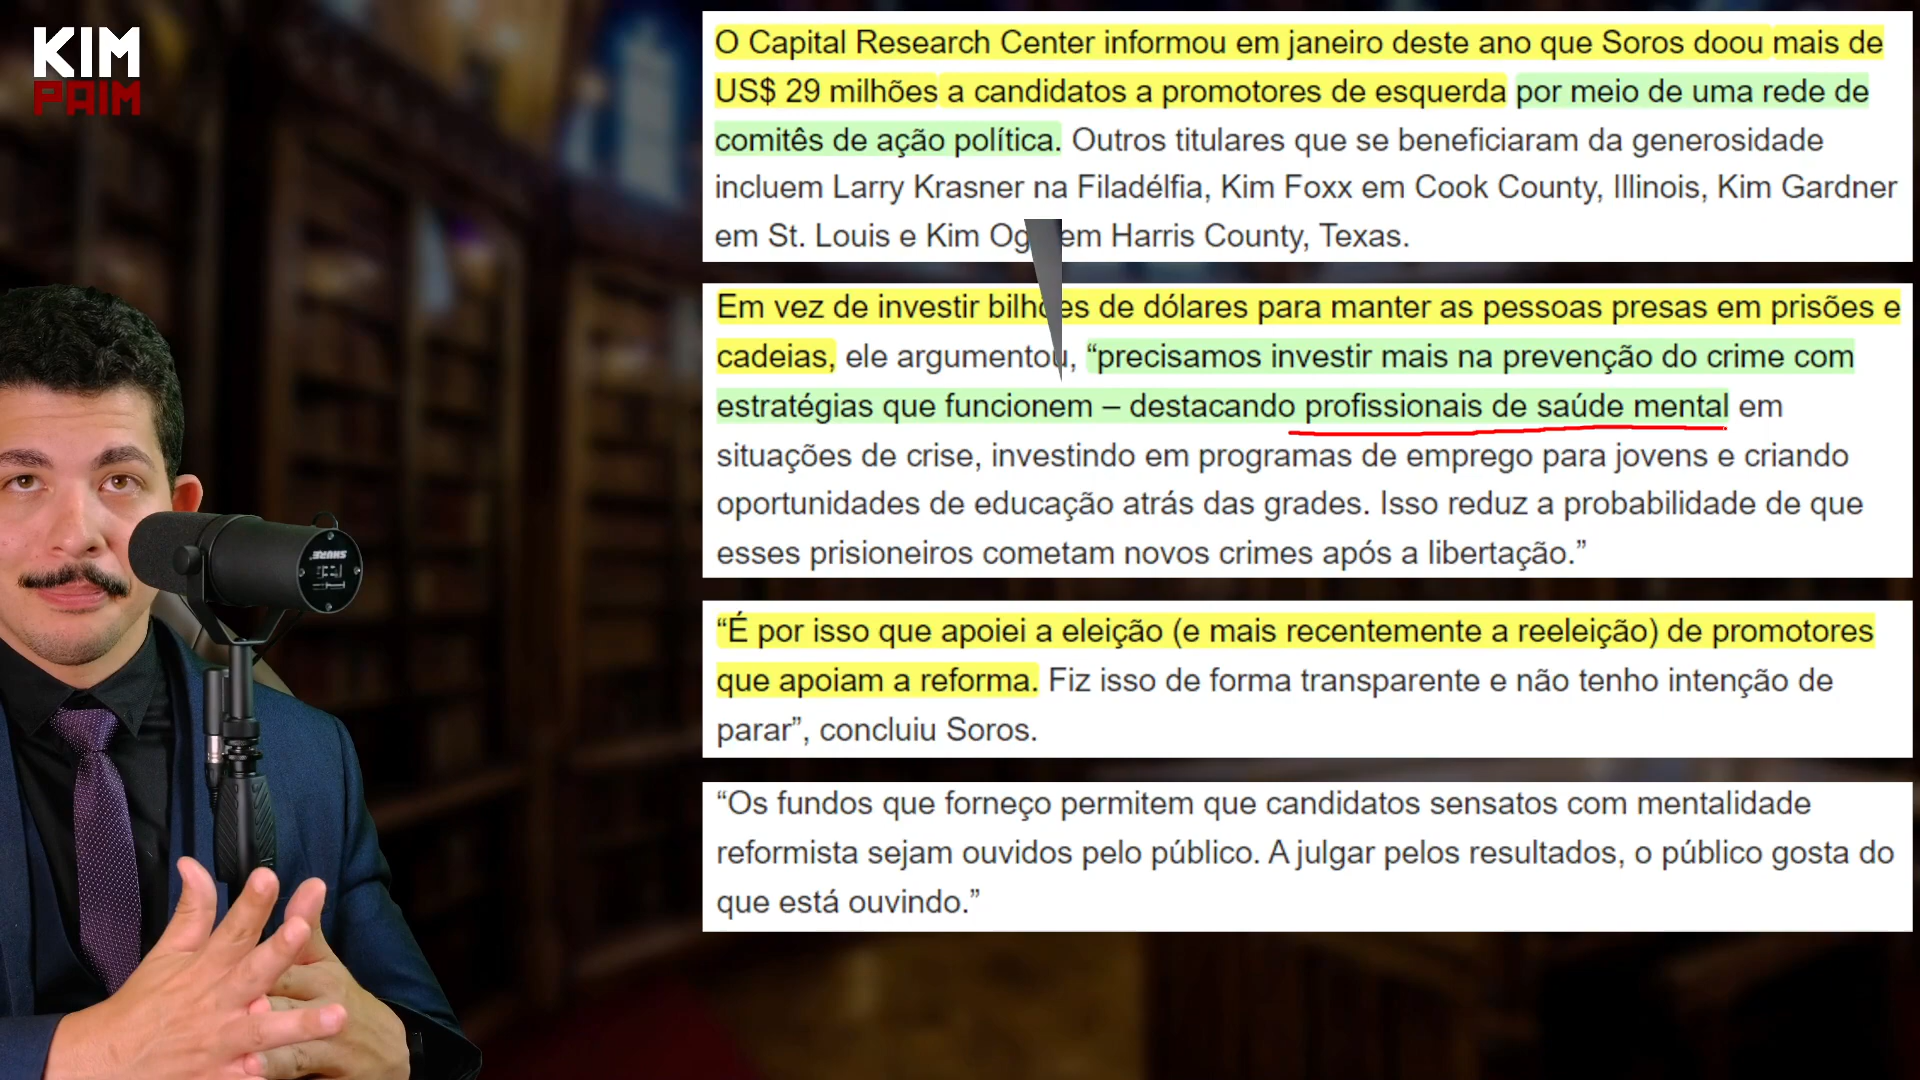 KIM
PAIM
O Capital Research Center informou em janeiro deste ano que Soros doou mais de
US$ 29 milhões a candidatos a promotores de esquerda por meio de uma rede de
comitês de ação política. Outros titulares que se beneficiaram da generosidade
incluem Larry Krasner na Filadélfia, Kim Foxx em Cook County, Illinois, Kim Gardner
em St. Louis e Kim em Harris County, Texas.
Em vez de investir bilhões de dólares para manter as pessoas presas em prisões e
cadeias, ele argumentou, “precisamos investir mais na prevenção do crime com
estratégias que funcionem – destacando profissionais de saúde mental em
situações de crise, investindo em programas de emprego para jovens e criando
oportunidades de educação atrás das grades. Isso reduz a probabilidade de que
esses prisioneiros cometam novos crimes após a libertação.”
“É por isso que apoiei a eleição (e mais recentemente a reeleição) de promotores
que apoiam a reforma. Fiz isso de forma transparente e não tenho intenção de
parar”, concluiu Soros.
“Os fundos que forneço permitem que candidatos sensatos com mentalidade
reformista sejam ouvidos pelo público. A julgar pelos resultados, o público gosta do
que está ouvindo.”
SHURE